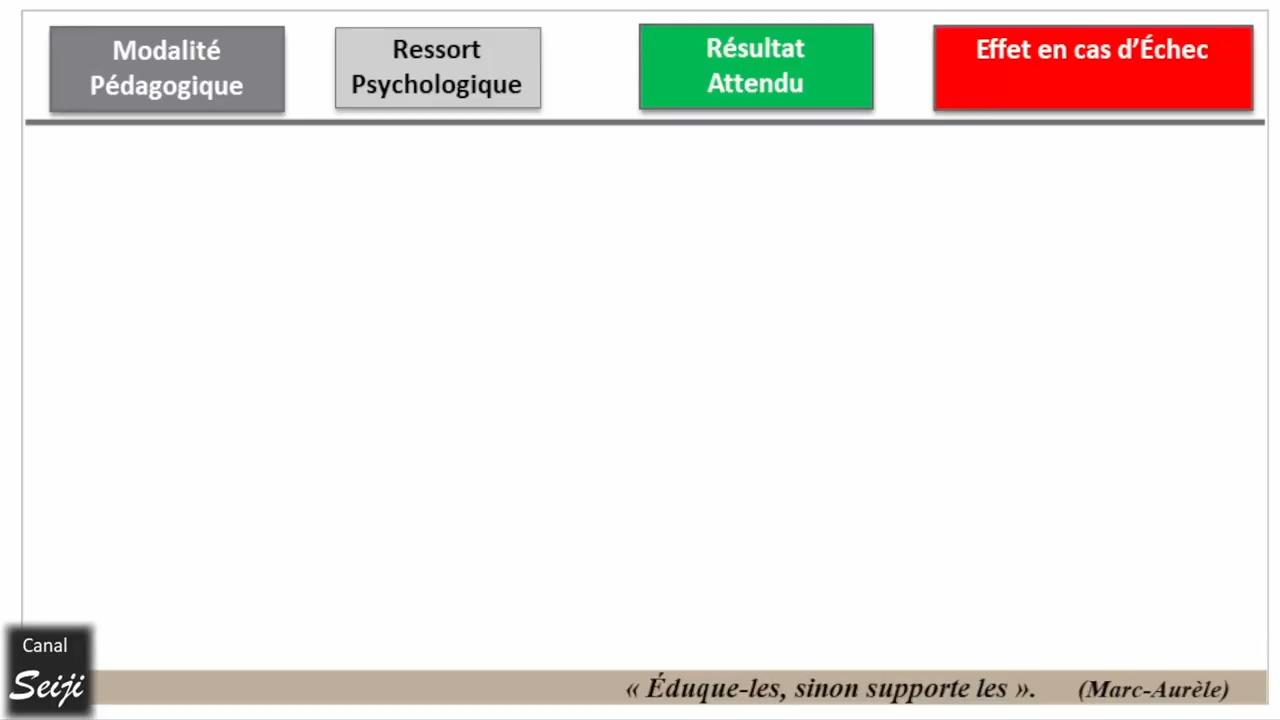 Modalité
Pédagogique
Ressort
Psychologique
Résultat
Attendu
Effet en cas d’Échec
Canal
Seiji
« Éduque-les, sinon supporte les ». (Marc-Aurèle)